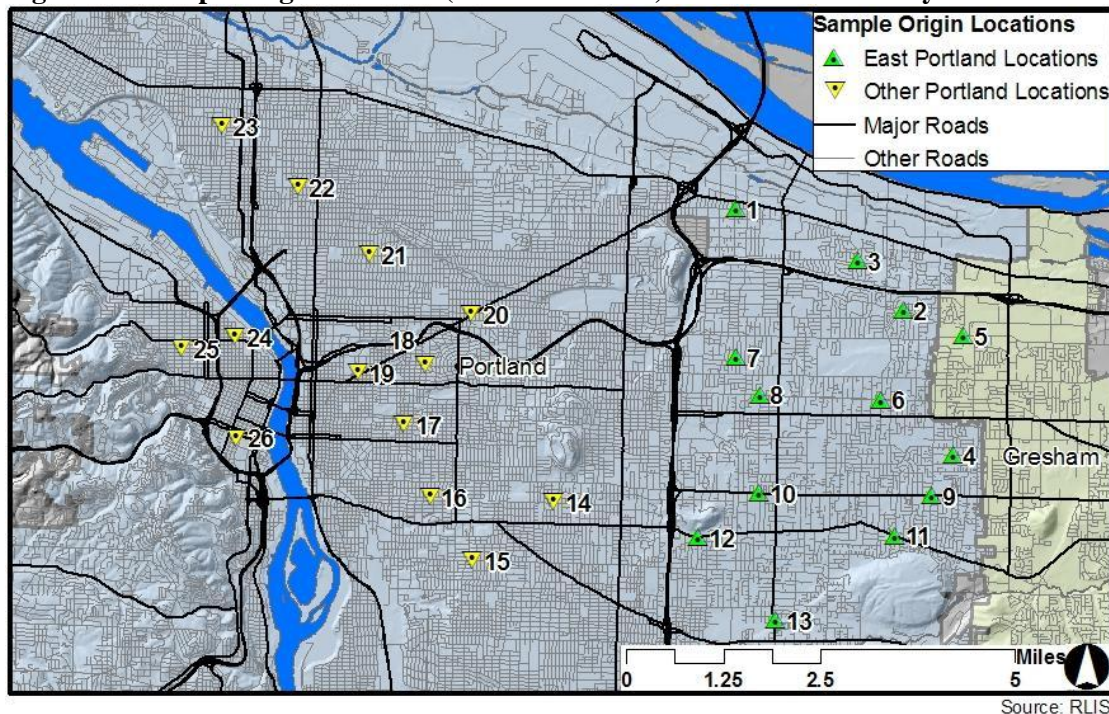 Sample Origin Locations
East Portland Locations
Other Portland Locations
Major Roads
Other Roads
23
22
1
21
3
20
2
24
18
5
25
7
Portland
19
8
6
17
26
4
Gresham
16
14
10
9
12
11
15
13
Miles
0 1.25 2.5 5
Source: RLIS